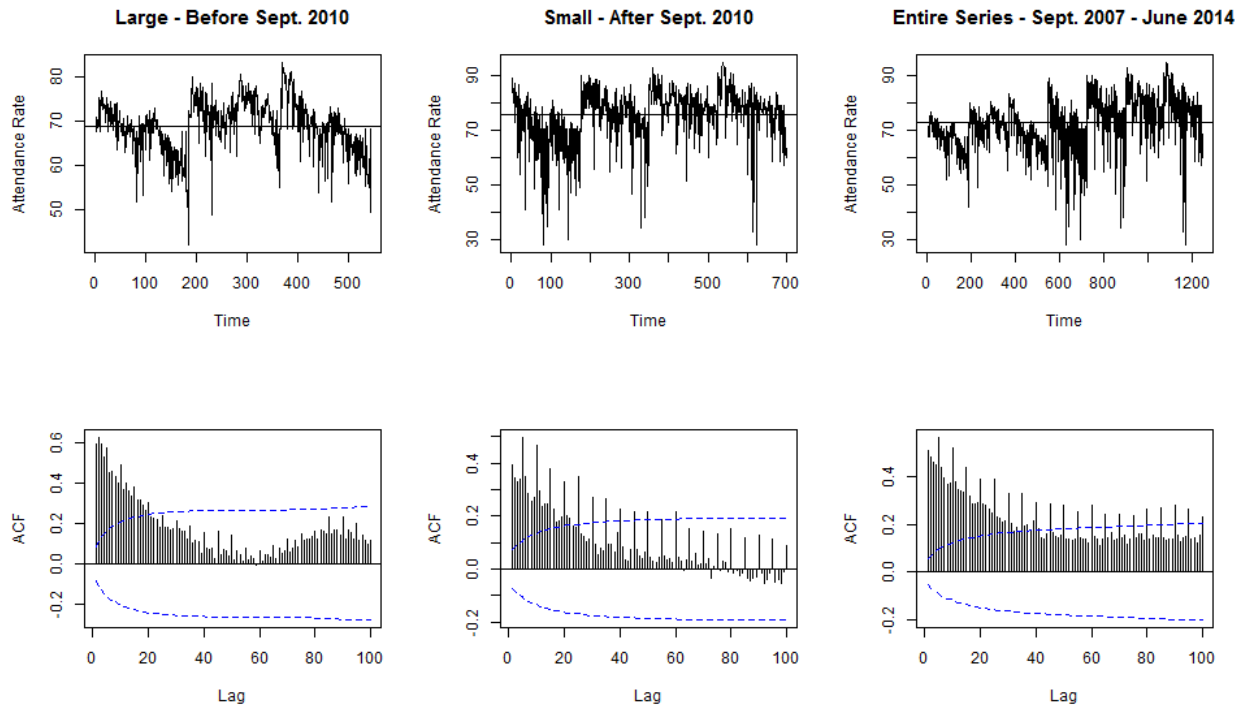 Large - Before Sept. 2010
Small - After Sept. 2010
Entire Series - Sept. 2007 - June 2014
Attendance Rate
50 60 70 80
0 100 200 300 400 500
Time
Attendance Rate
30 50 70 90
0 100 300 500 700
Time
Attendance Rate
30 50 70 90
0 200 400 600 800 1200
Time
ACF
-0.2 0.0 0.2 0.4 0.6
0 20 40 60 80 100
Lag
ACF
-0.2 0.0 0.2 0.4
0 20 40 60 80 100
Lag
ACF
-0.2 0.0 0.2 0.4
0 20 40 60 80 100
Lag